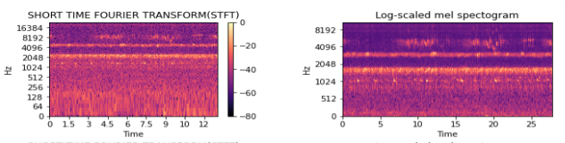 SHORT TIME FOURIER TRANSFORM(STFT)
Hz
16384
8192
4096
2048
1024
512
256
128
64
0
0 1.5 3 4.5 6 7.5 9 10 12
Time
0
−20
−40
−60
−80
Log-scaled mel spectogram
Hz
8192
4096
2048
1024
512
0
0 5 10 15 20 25
Time